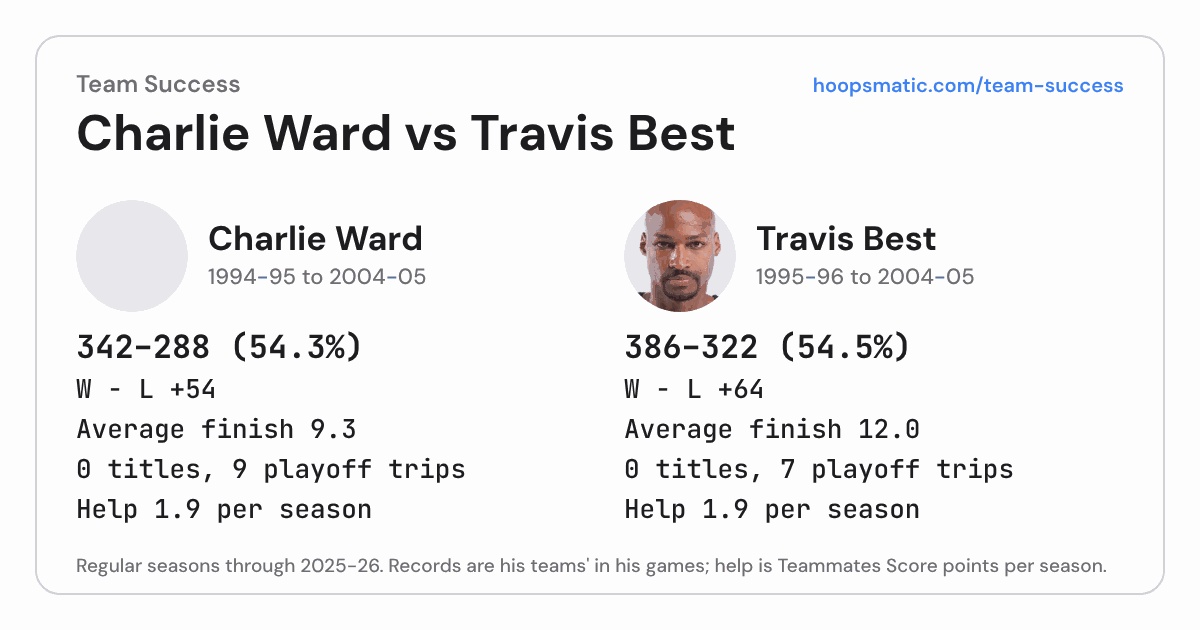 Team Success
hoopsmatic.com/team-success
Charlie Ward vs Travis Best
Charlie Ward
1994–95 to 2004–05
342–288 (54.3%)
W - L +54
Average finish 9.3
0 titles, 9 playoff trips
Help 1.9 per season
Travis Best
1995–96 to 2004–05
386–322 (54.5%)
W - L +64
Average finish 12.0
0 titles, 7 playoff trips
Help 1.9 per season
Regular seasons through 2025-26. Records are his teams' in his games; help is Teammates Score points per season.